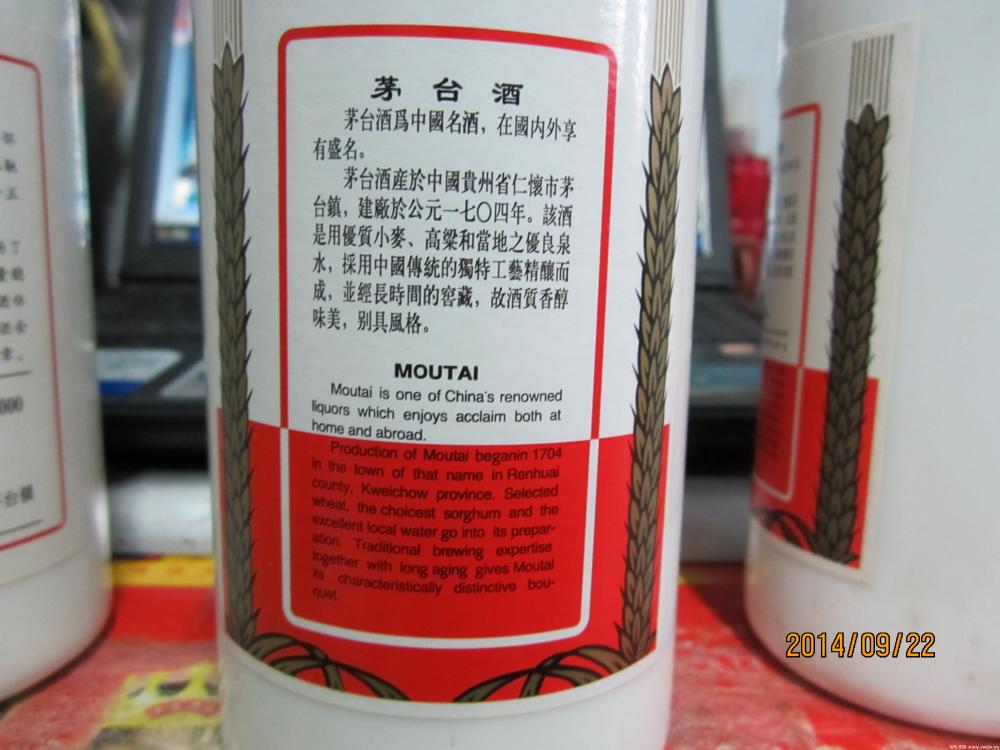 茅台酒
茅台酒爲中國名酒，在國内外享
有盛名。
茅台酒産於中國貴州省仁懷市茅
台鎮，建廠於公元一七〇四年。該酒
是用優質小麥、高粱和當地之優良泉
水，採用中國傳統的獨特工藝精釀而
成，並經長時間的窖藏，故酒質香醇
味美，别具風格。
MOUTAI
Moutai is one of China's renowned
liquors which enjoys acclaim both at
home and abroad.
Production of Moutai beganin 1704
in the town of that name in Renhuai
county, Kweichow province. Selected
wheat, the choicest sorghum and the
excellent local water go into its prepar-
ation. Traditional brewing expertise
together with long aging gives Moutai
its characteristically distinctive bou-
quet.
台鎮
2014/09/22